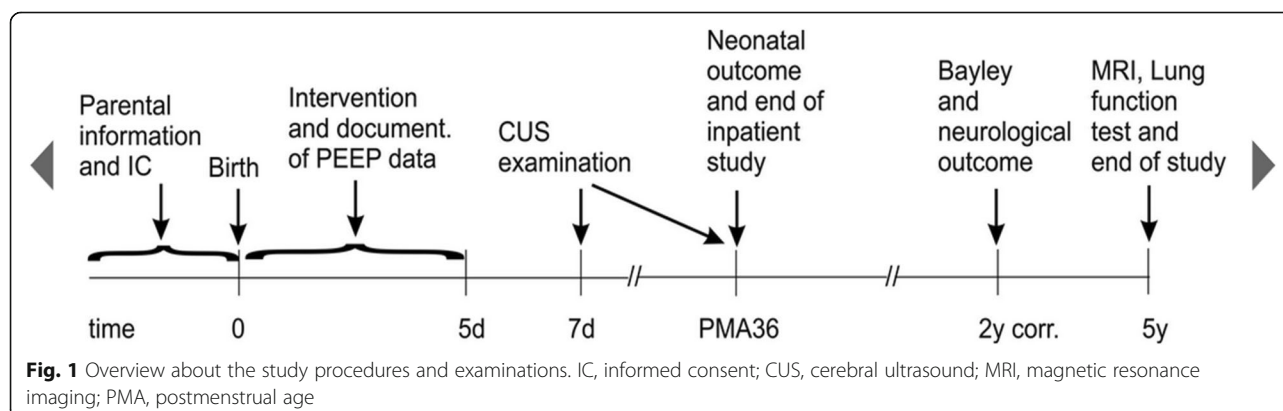 Parental
information
and IC
Birth
Intervention
and document.
of PEEP data
CUS
examination
Neonatal
outcome
and end of
inpatient
study
Bayley
and
neurological
outcome
MRI, Lung
function
test and
end of study
time
0
5d
//
7d
PMA36
//
2y corr.
5y
Fig. 1 Overview about the study procedures and examinations. IC, informed consent; CUS, cerebral ultrasound; MRI, magnetic resonance
imaging; PMA, postmenstrual age